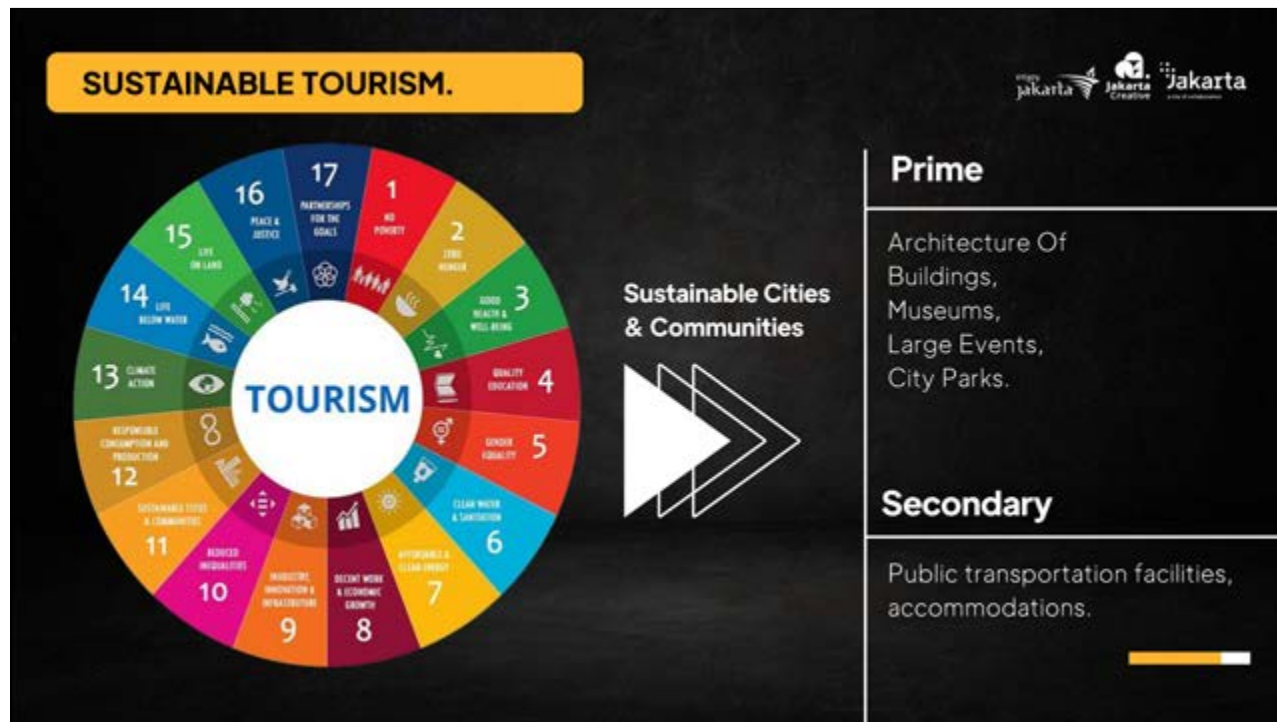 SUSTAINABLE TOURISM.
enjoy
jakarta
Jakarta
Creative
Jakarta
17
PARTNERSHIPS
FOR THE
GOALS
1
NO
POVERTY
2
ZERO
HUNGER
3
GOOD
HEALTH &
WELL-BEING
4
QUALITY
EDUCATION
5
GENDER
EQUALITY
6
CLEAN WATER
& SANITATION
7
AFFORDABLE &
CLEAN ENERGY
8
DECENT WORK
& ECONOMIC
GROWTH
9
INDUSTRY,
INNOVATION &
10
REDUCED
INEQUALITIES
11
& COMMUNITIES
12
RESPONSIBLE
CONSUMPTION AND
PRODUCTION
13
CLIMATE
ACTION
14
LIFE
BELOW WATER
15
LIFE
ON LAND
16
PEACE &
JUSTICE
TOURISM
Sustainable Cities
& Communities
Prime
Architecture Of
Buildings,
Museums,
Large Events,
City Parks.
Secondary
Public transportation facilities,
accommodations.